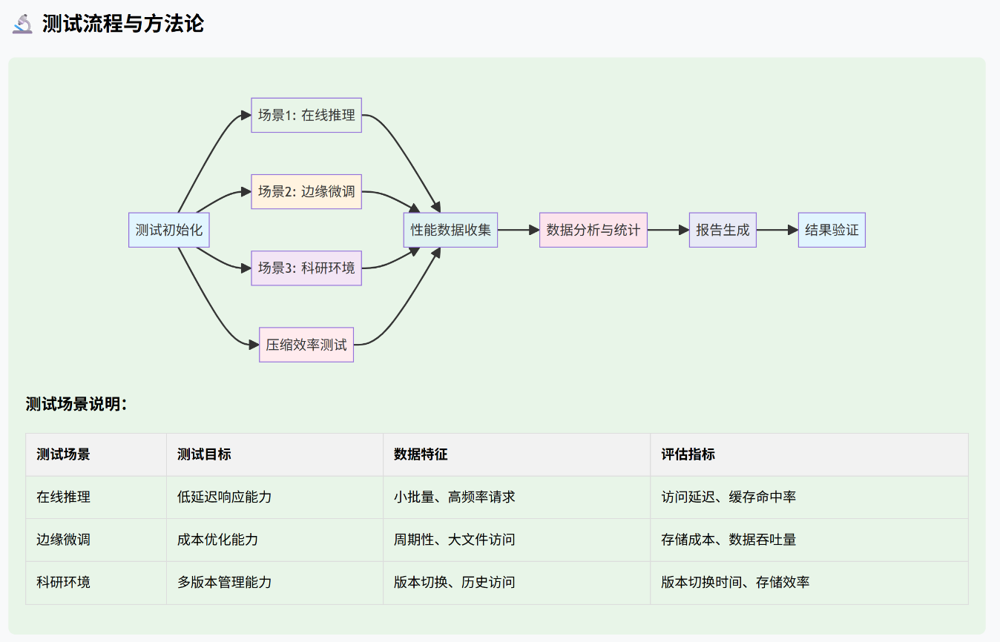 测试流程与方法论
场景1: 在线推理
场景2: 边缘微调
测试初始化
性能数据收集
数据分析与统计
报告生成
结果验证
场景3: 科研环境
压缩效率测试
测试场景说明：
测试场景 测试目标 数据特征 评估指标
在线推理 低延迟响应能力 小批量、高频率请求 访问延迟、缓存命中率
边缘微调 成本优化能力 周期性、大文件访问 存储成本、数据吞吐量
科研环境 多版本管理能力 版本切换、历史访问 版本切换时间、存储效率